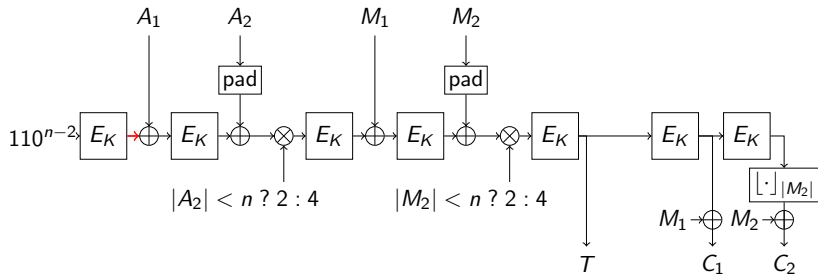 A₁ A₂ M₁ M₂
pad pad
110ⁿ⁻² E_K E_K E_K E_K E_K E_K E_K
|A₂| < n ? 2 : 4 |M₂| < n ? 2 : 4 ⌊·⌋_|M₂|
M₁ M₂
T C₁ C₂